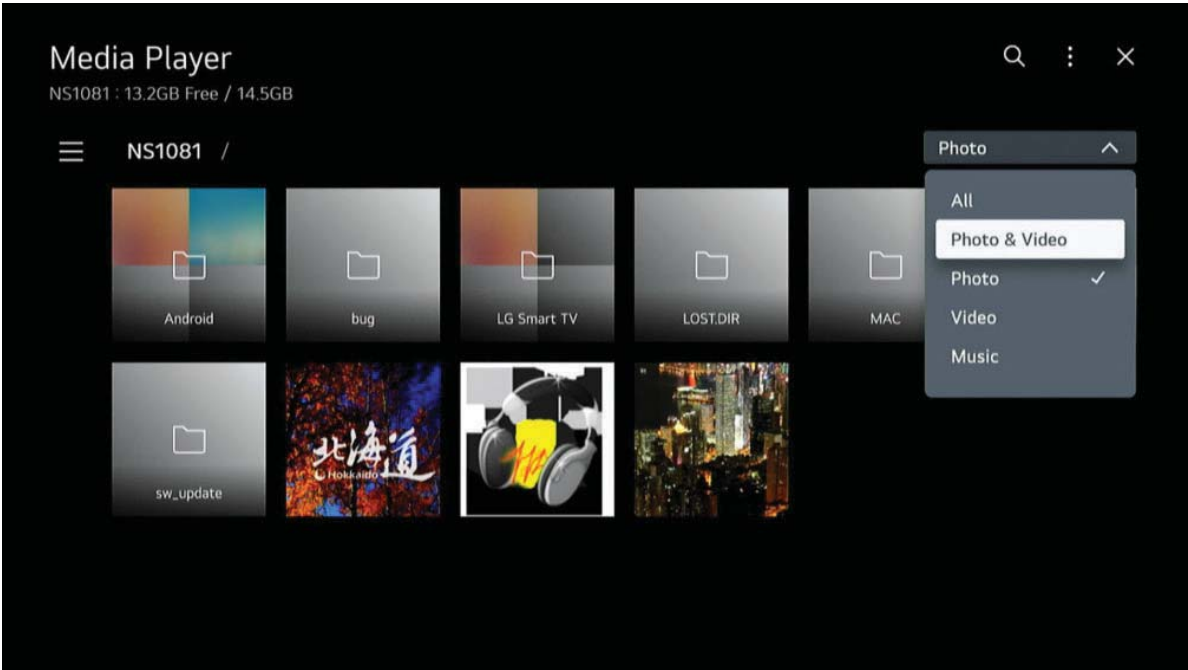 Media Player
NS1081 : 13.2GB Free / 14.5GB
NS1081 /
Photo
All
Photo & Video
Photo
Video
Music
Android
bug
LG Smart TV
LOST.DIR
MAC
sw_update
北海道
Hokkaido